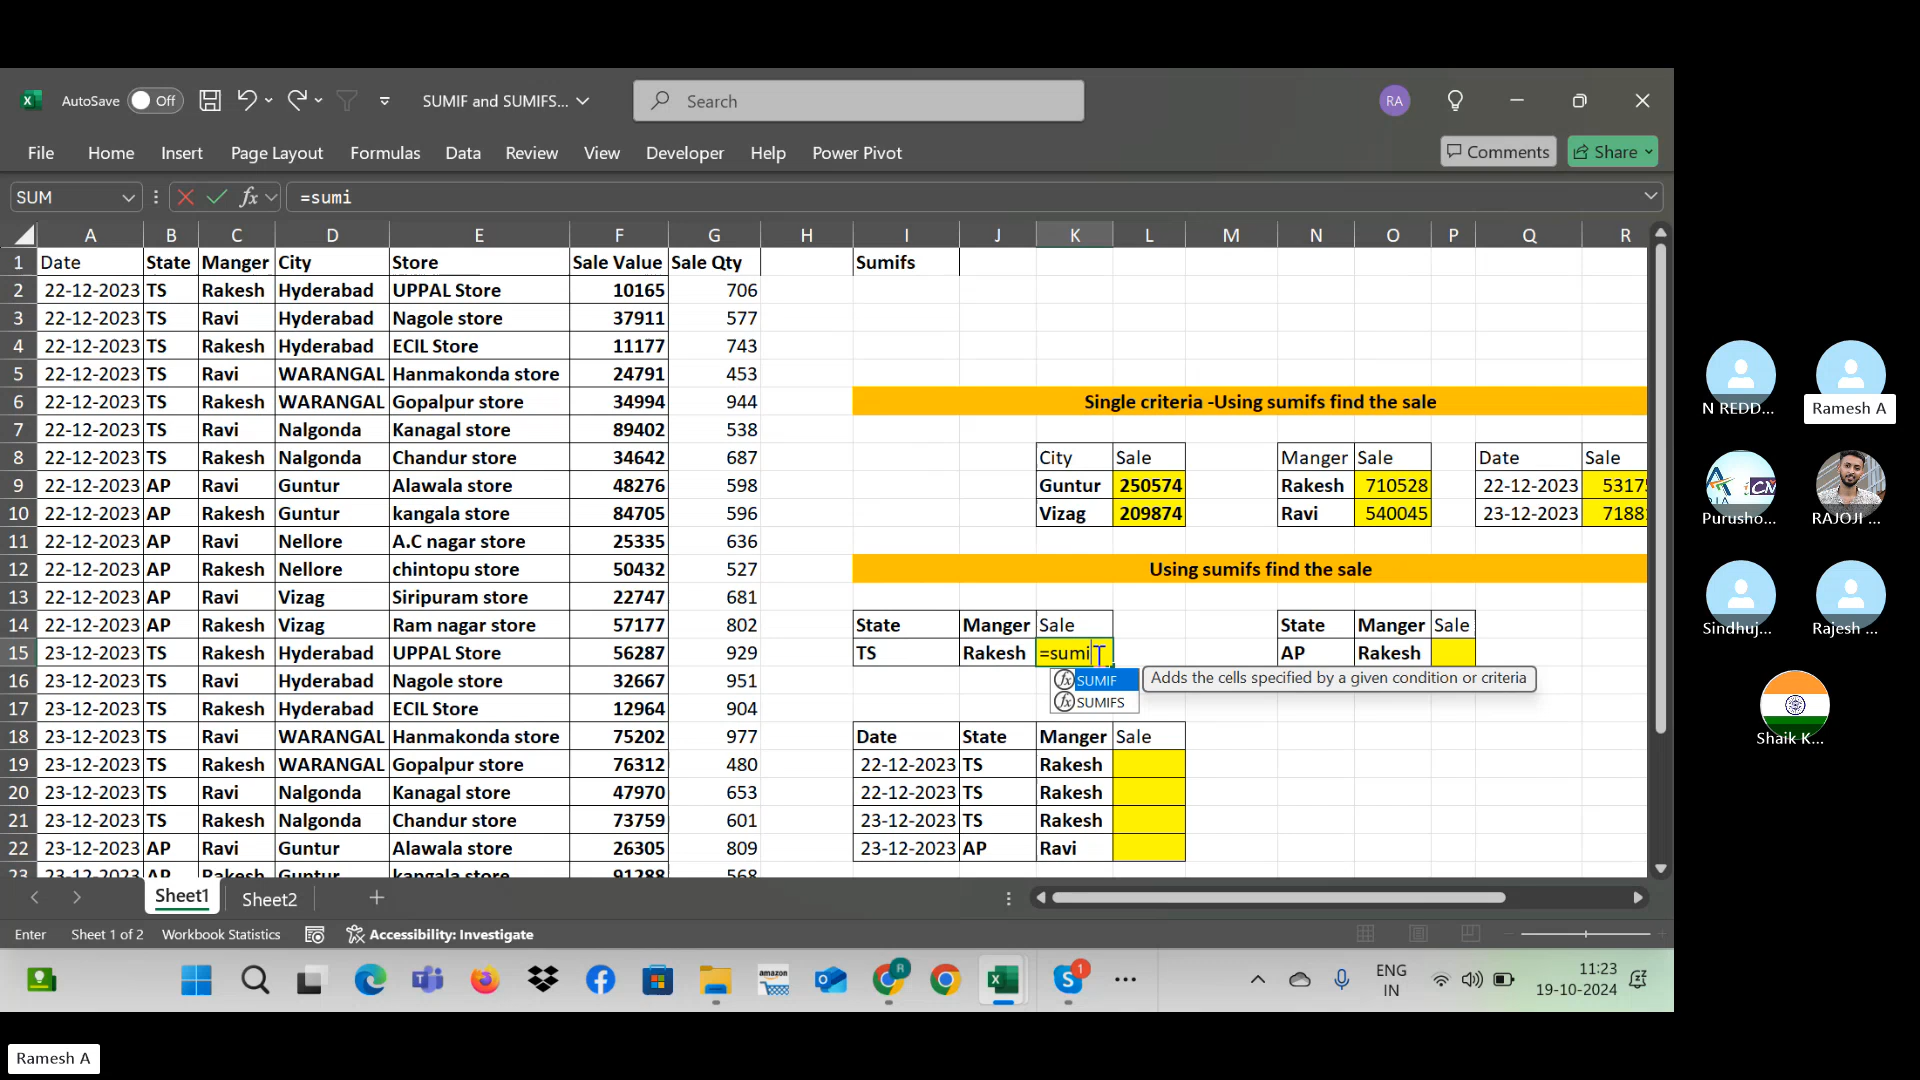 AutoSave Off SUMIF and SUMIFS... Search RA
File Home Insert Page Layout Formulas Data Review View Developer Help Power Pivot Comments Share
SUM fx =sumi
A B C D E F G H I J K L M N O P Q R
1 Date State Manger City Store Sale Value Sale Qty Sumifs
2 22-12-2023 TS Rakesh Hyderabad UPPAL Store 10165 706
3 22-12-2023 TS Ravi Hyderabad Nagole store 37911 577
4 22-12-2023 TS Rakesh Hyderabad ECIL Store 11177 743
5 22-12-2023 TS Ravi WARANGAL Hanmakonda store 24791 453
6 22-12-2023 TS Rakesh WARANGAL Gopalpur store 34994 944 Single criteria -Using sumifs find the sale
7 22-12-2023 TS Ravi Nalgonda Kanagal store 89402 538
8 22-12-2023 TS Rakesh Nalgonda Chandur store 34642 687 City Sale Manger Sale Date Sale
9 22-12-2023 AP Ravi Guntur Alawala store 48276 598 Guntur 250574 Rakesh 710528 22-12-2023 5317
10 22-12-2023 AP Rakesh Guntur kangala store 84705 596 Vizag 209874 Ravi 540045 23-12-2023 7188
11 22-12-2023 AP Ravi Nellore A.C nagar store 25335 636
12 22-12-2023 AP Rakesh Nellore chintopu store 50432 527 Using sumifs find the sale
13 22-12-2023 AP Ravi Vizag Siripuram store 22747 681
14 22-12-2023 AP Rakesh Vizag Ram nagar store 57177 802 State Manger Sale State Manger Sale
15 23-12-2023 TS Rakesh Hyderabad UPPAL Store 56287 929 TS Rakesh =sumi AP Rakesh
16 23-12-2023 TS Ravi Hyderabad Nagole store 32667 951 fx SUMIF Adds the cells specified by a given condition or criteria
17 23-12-2023 TS Rakesh Hyderabad ECIL Store 12964 904 fx SUMIFS
18 23-12-2023 TS Ravi WARANGAL Hanmakonda store 75202 977 Date State Manger Sale
19 23-12-2023 TS Rakesh WARANGAL Gopalpur store 76312 480 22-12-2023 TS Rakesh
20 23-12-2023 TS Ravi Nalgonda Kanagal store 47970 653 22-12-2023 TS Rakesh
21 23-12-2023 TS Rakesh Nalgonda Chandur store 73759 601 23-12-2023 TS Rakesh
22 23-12-2023 AP Ravi Guntur Alawala store 26305 809 23-12-2023 AP Ravi
23 23-12-2023 AP Rakesh Guntur kangala store 91288 568
Sheet1 Sheet2
Enter Sheet 1 of 2 Workbook Statistics Accessibility: Investigate
amazon R S 1 ENG IN 11:23 19-10-2024
N REDD... Ramesh A
Purusho... RAJOJI ...
Sindhuj... Rajesh ...
Shaik K...
Ramesh A